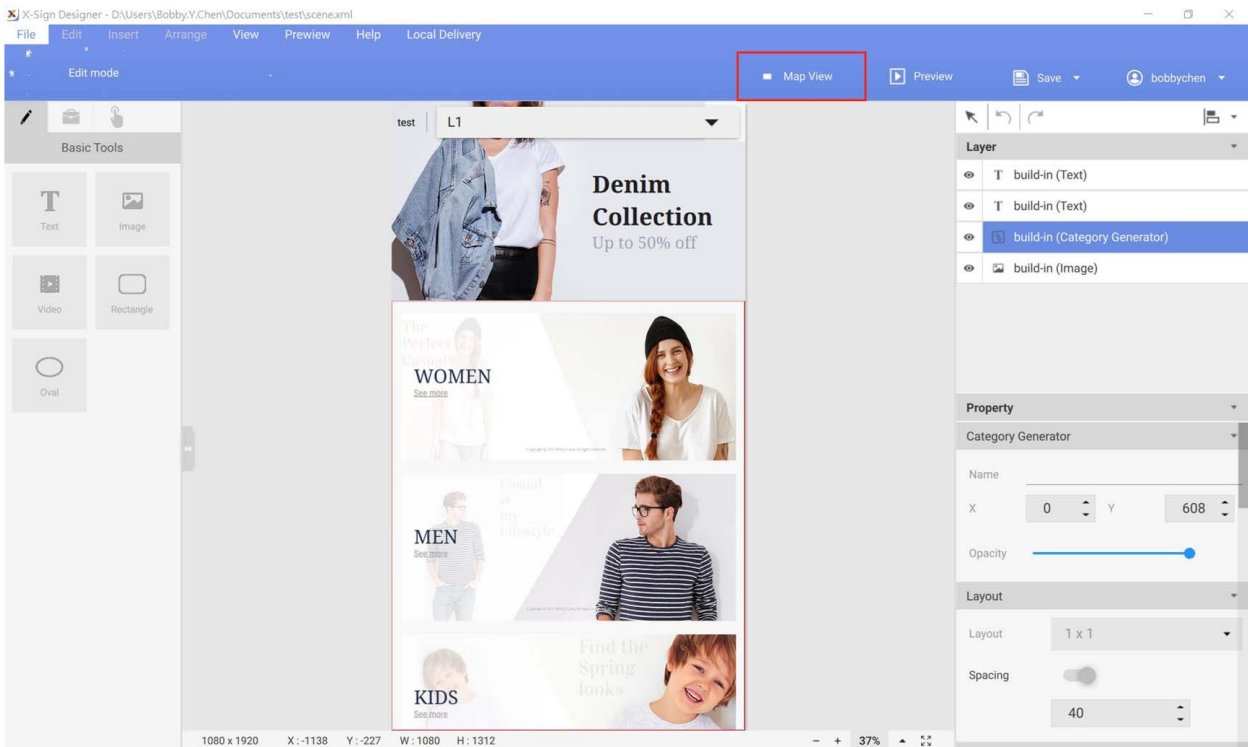 X-Sign Designer - D:\Users\Bobby.Y.Chen\Documents\test\scene.xml
File Edit Insert Arrange View Prewiew Help Local Delivery
Edit mode
Map View
Preview
Save
bobbychen
Basic Tools
Text
Image
Video
Rectangle
Oval
test
L1
Denim
Collection
Up to 50% off
The
Perfect
Casual
WOMEN
See more
Casual
is
my
Lifestyle
MEN
See more
Find the
Spring
looks
KIDS
See more
1080 x 1920 X : -1138 Y : -227 W : 1080 H : 1312
- + 37%
Layer
T build-in (Text)
T build-in (Text)
build-in (Category Generator)
build-in (Image)
Property
Category Generator
Name
X 0 Y 608
Opacity
Layout
Layout 1 x 1
Spacing
40